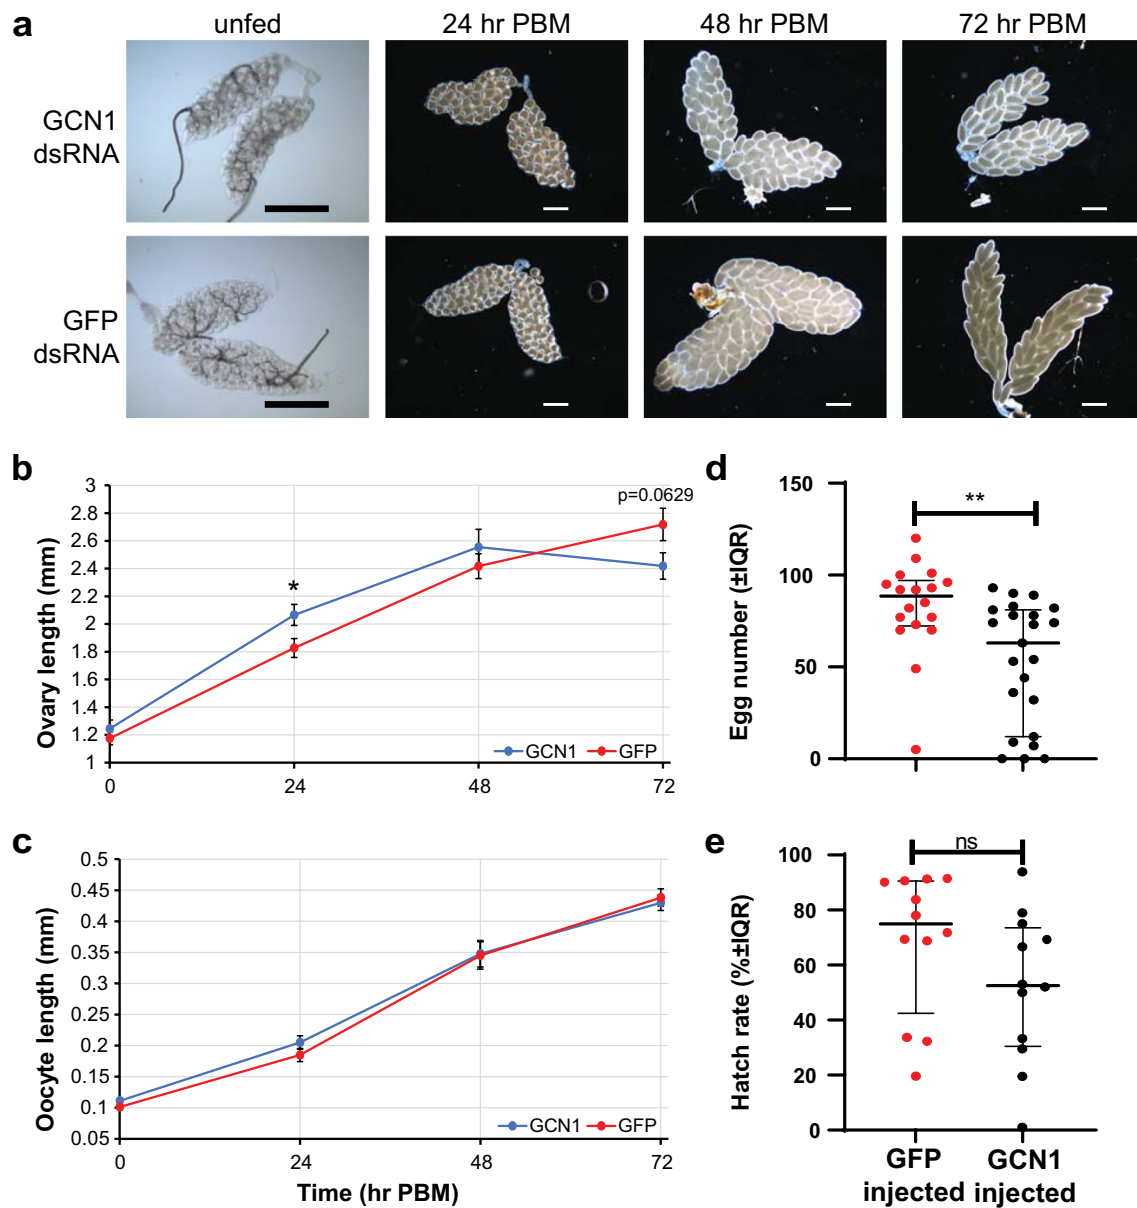 a
unfed
24 hr PBM
48 hr PBM
72 hr PBM
GCN1
dsRNA
GFP
dsRNA
b
3
2.8
2.6
2.4
2.2
2
1.8
1.6
1.4
1.2
1
Ovary length (mm)
*
p=0.0629
GCN1
GFP
0
24
48
72
c
0.5
0.45
0.4
0.35
0.3
0.25
0.2
0.15
0.1
0.05
Oocyte length (mm)
GCN1
GFP
0
24
48
72
Time (hr PBM)
d
150
100
50
0
Egg number (±IQR)
**
e
100
80
60
40
20
0
Hatch rate (%±IQR)
ns
GFP
injected
GCN1
injected